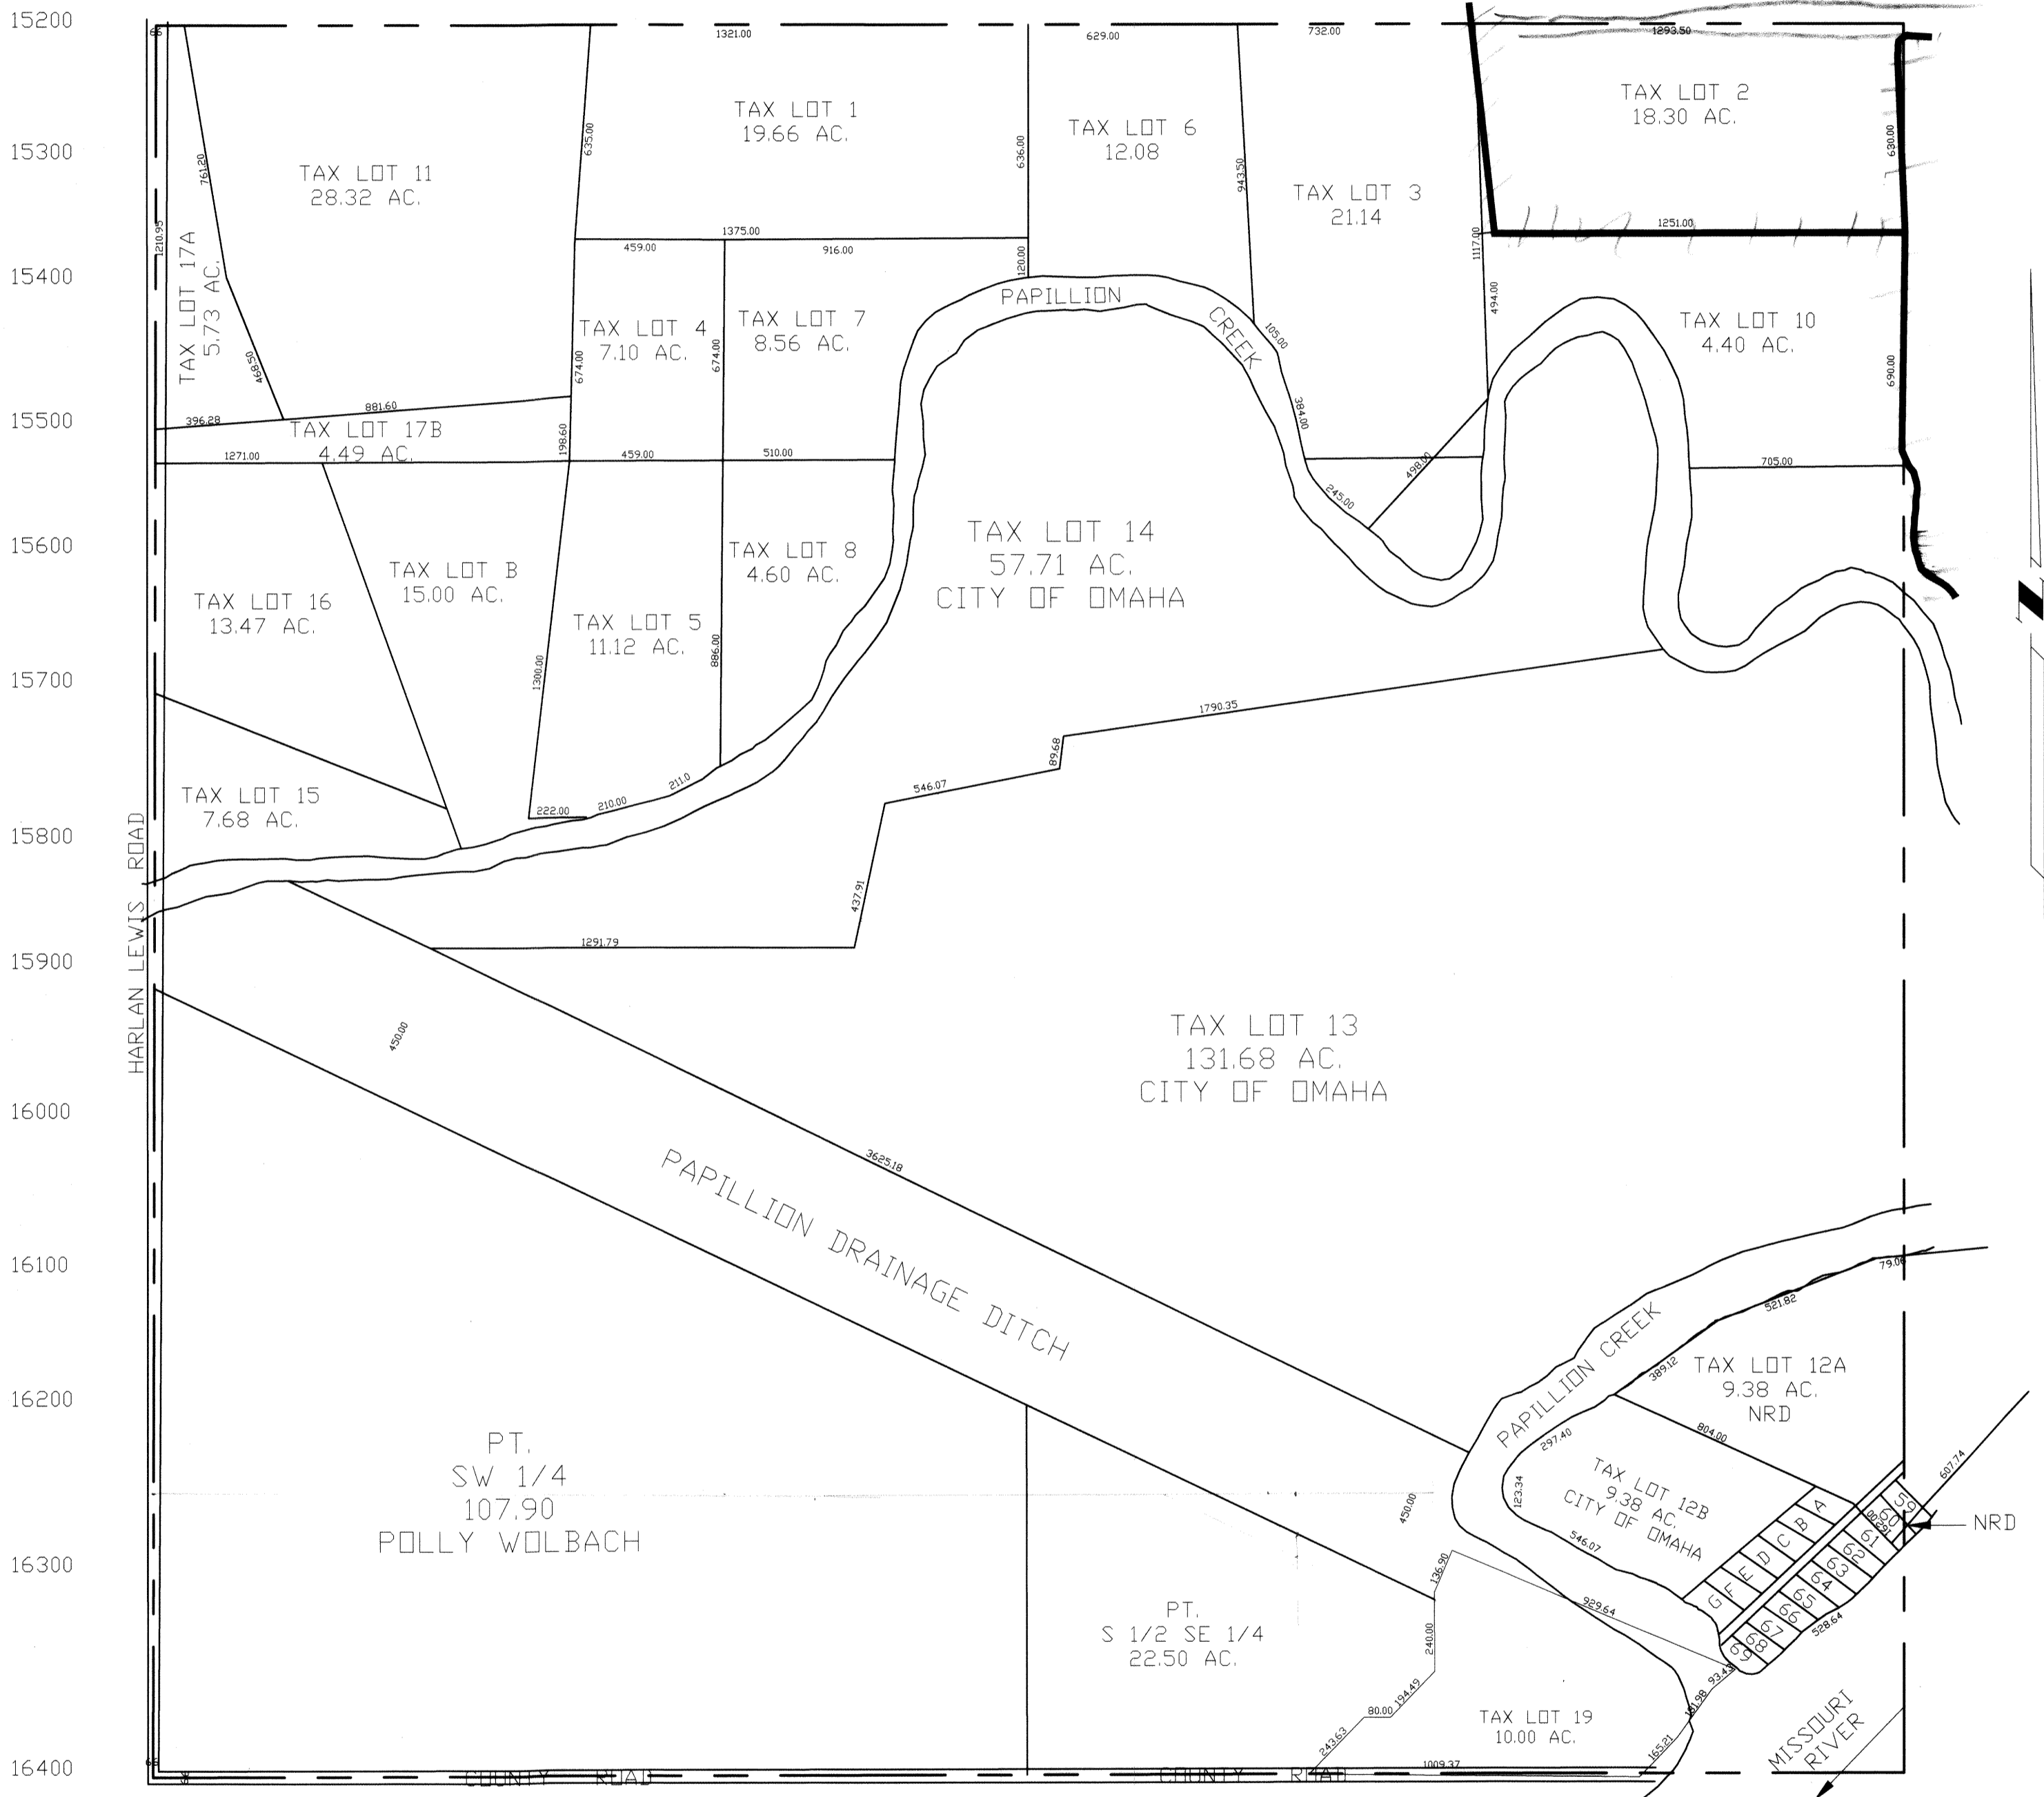 15200
15300
15400
15500
15600
15700
15800
15900
16000
16100
16200
16300
16400
66
1321.00
629.00
732.00
1293.50
TAX LOT 2
18.30 AC.
630.00
1251.00
TAX LOT 1
19.66 AC.
635.00
636.00
TAX LOT 6
12.08
943.50
TAX LOT 3
21.14
1117.00
494.00
TAX LOT 11
28.32 AC.
761.20
468.50
1210.95
TAX LOT 17A
5.73 AC.
1375.00
459.00
916.00
120.00
TAX LOT 4
7.10 AC.
674.00
674.00
TAX LOT 7
8.56 AC.
PAPILLION
CREEK
105.00
384.00
TAX LOT 10
4.40 AC.
690.00
396.28
881.60
TAX LOT 17B
4.49 AC.
198.60
1271.00
459.00
510.00
498.00
245.00
705.00
TAX LOT 14
57.71 AC.
CITY OF OMAHA
TAX LOT 8
4.60 AC.
TAX LOT B
15.00 AC.
TAX LOT 16
13.47 AC.
TAX LOT 5
11.12 AC.
1300.00
886.00
1790.35
89.68
546.07
437.91
1291.79
TAX LOT 15
7.68 AC.
222.00
210.00
211.0
HARLAN LEWIS ROAD
450.00
TAX LOT 13
131.68 AC.
CITY OF OMAHA
3625.18
PAPILLION DRAINAGE DITCH
PAPILLION CREEK
79.06
521.82
389.12
TAX LOT 12A
9.38 AC.
NRD
804.00
297.40
123.34
TAX LOT 12B
9.38 AC.
CITY OF OMAHA
546.07
607.74
NRD
A
B
C
D
E
F
G
59
60
61
62
63
64
65
66
67
68
69
162.00
528.64
PT.
SW 1/4
107.90
POLLY WOLBACH
450.00
136.90
929.64
PT.
S 1/2 SE 1/4
22.50 AC.
240.00
194.49
80.00
243.63
TAX LOT 19
10.00 AC.
93.43
165.21
1009.37
MISSOURI
RIVER
66
COUNTY ROAD
COUNTY ROAD